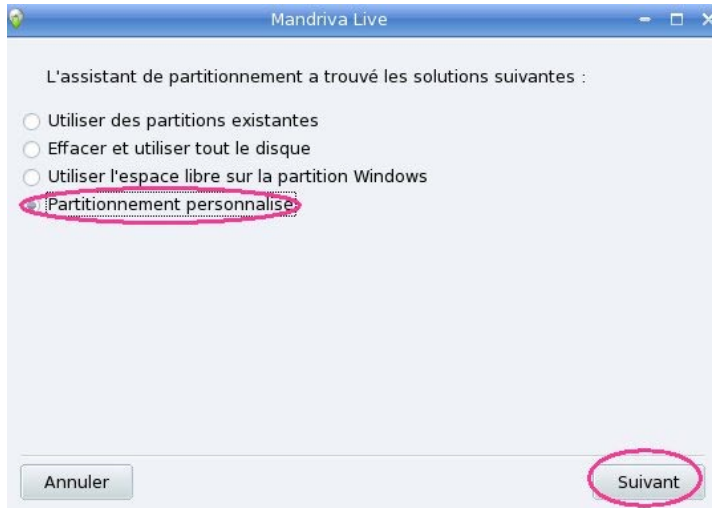 Mandriva Live
L'assistant de partitionnement a trouvé les solutions suivantes :
Utiliser des partitions existantes
Effacer et utiliser tout le disque
Utiliser l'espace libre sur la partition Windows
Partitionnement personnalisé
Annuler
Suivant